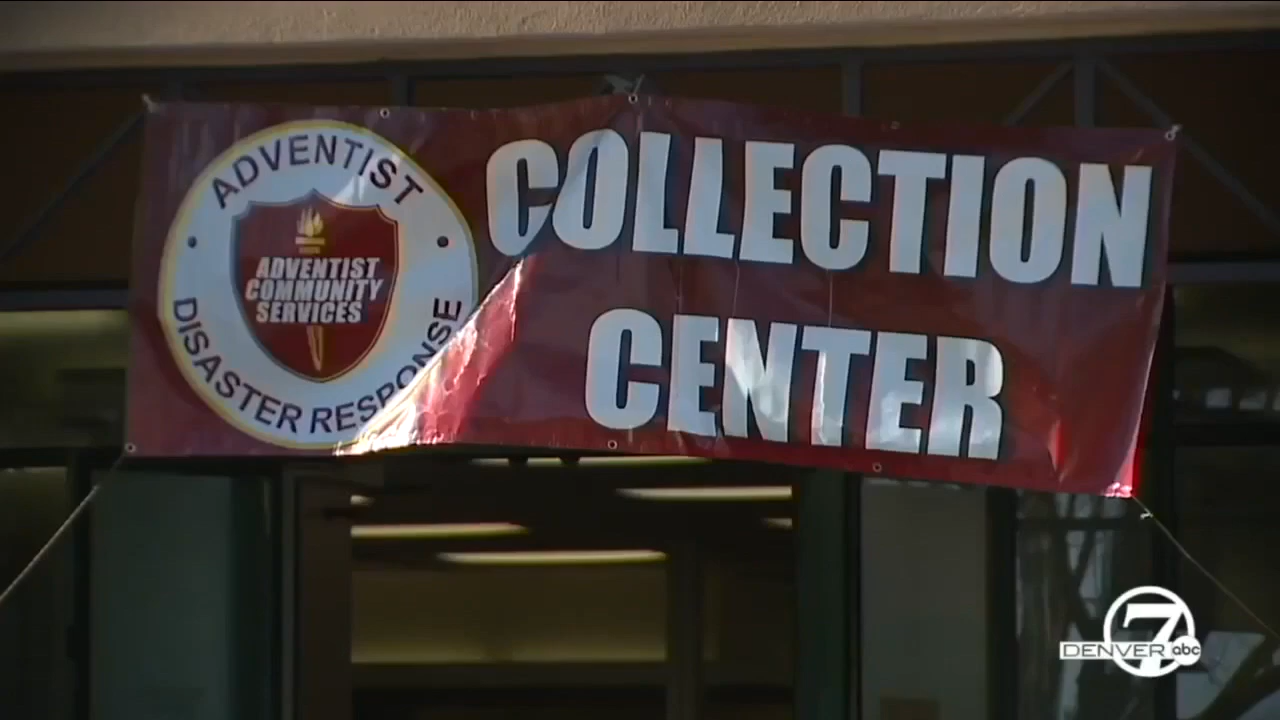 ADVENTIST
ADVENTIST
COMMUNITY
SERVICES
DISASTER RESPONSE
COLLECTION
CENTER
7
DENVER abc